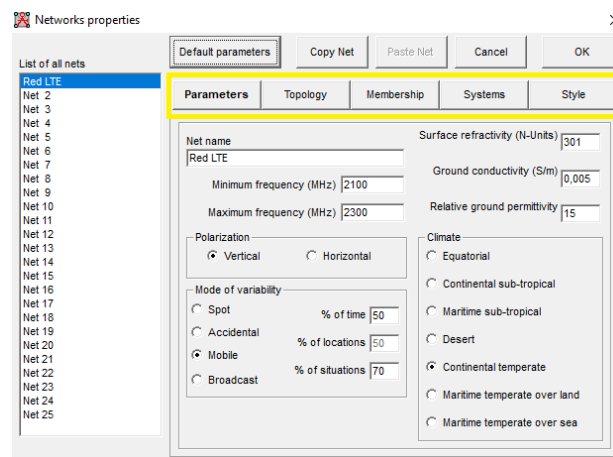 Networks properties
List of all nets
Red LTE
Net 2
Net 3
Net 4
Net 5
Net 6
Net 7
Net 8
Net 9
Net 10
Net 11
Net 12
Net 13
Net 14
Net 15
Net 16
Net 17
Net 18
Net 19
Net 20
Net 21
Net 22
Net 23
Net 24
Net 25
Default parameters Copy Net Paste Net Cancel OK
Parameters Topology Membership Systems Style
Net name
Red LTE
Minimum frequency (MHz) 2100
Maximum frequency (MHz) 2300
Surface refractivity (N-Units) 301
Ground conductivity (S/m) 0,005
Relative ground permittivity 15
Polarization
Vertical Horizontal
Mode of variability
Spot
Accidental
Mobile
Broadcast
% of time 50
% of locations 50
% of situations 70
Climate
Equatorial
Continental sub-tropical
Maritime sub-tropical
Desert
Continental temperate
Maritime temperate over land
Maritime temperate over sea